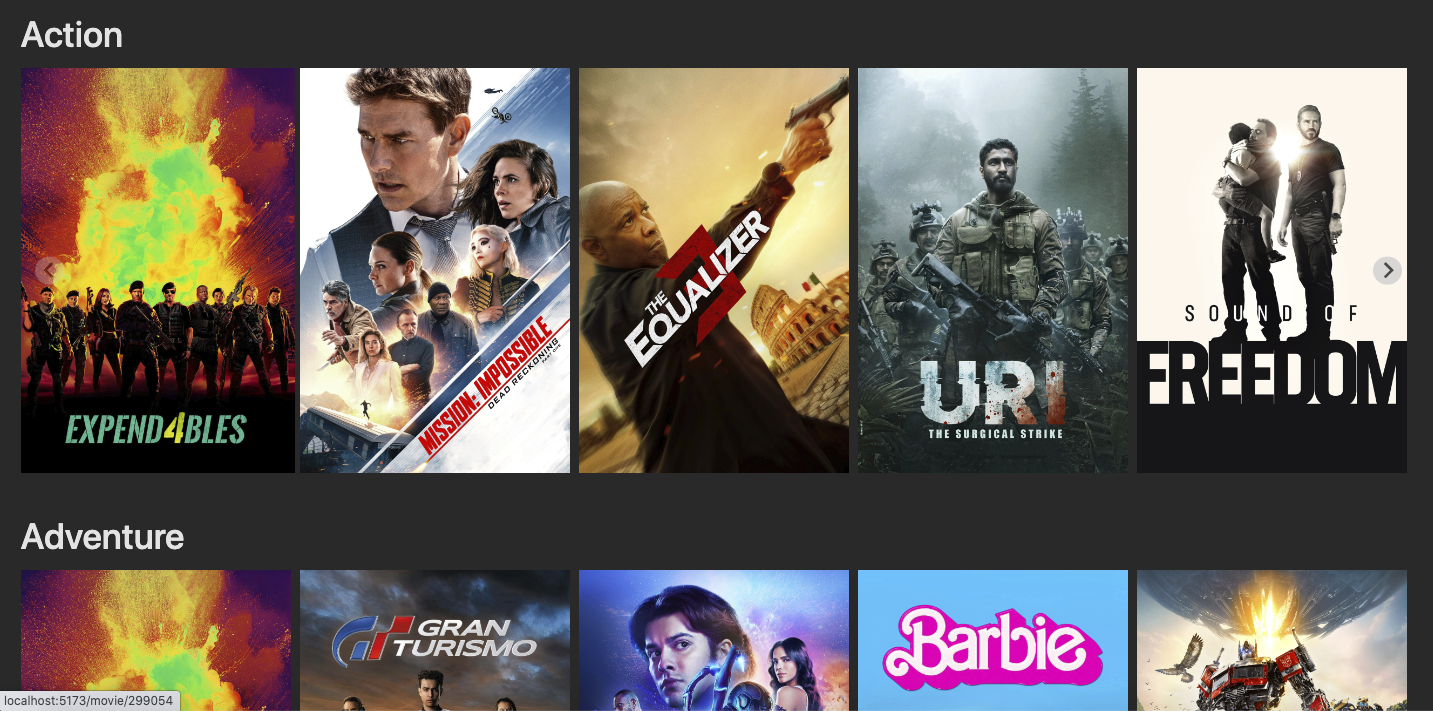 Action
EXPEND4BLES
MISSION: IMPOSSIBLE
DEAD RECKONING
PART ONE
THE
EQUALIZER
3
URI
THE SURGICAL STRIKE
SOUND OF
FREEDOM
Adventure
GRAN
TURISMO
Barbie
localhost:5173/movie/299054